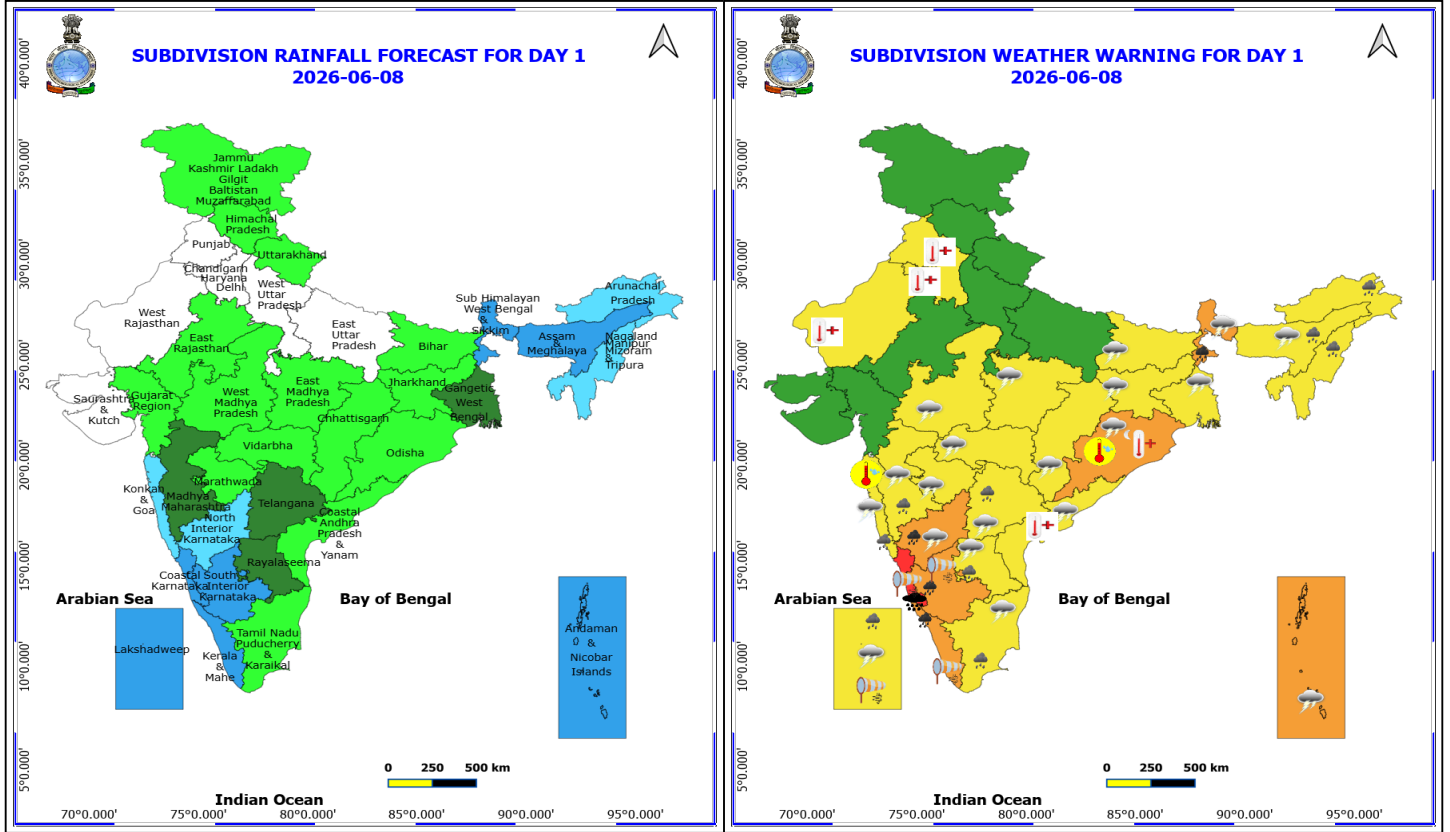 SUBDIVISION RAINFALL FORECAST FOR DAY 1
2026-06-08
40°0.000'
35°0.000'
30°0.000'
25°0.000'
20°0.000'
15°0.000'
10°0.000'
5°0.000'
Jammu
Kashmir Ladakh
Gilgit
Baltistan
Muzaffarabad
Himachal
Pradesh
Punjab
Uttarakhand
Chandigarh
Haryana
Delhi
West
Uttar
Pradesh
West
Rajasthan
East
Uttar
Pradesh
East
Rajasthan
Sub Himalayan
West Bengal
&
Sikkim
Arunachal
Pradesh
Assam
&
Meghalaya
Nagaland
Manipur
Mizoram
&
Tripura
Bihar
Jharkhand
Gangetic
West
Bengal
Saurashtra
&
Kutch
Gujarat
Region
West
Madhya
Pradesh
East
Madhya
Pradesh
Chhattisgarh
Vidarbha
Odisha
Konkan
&
Goa
Madhya
Maharashtra
Marathwada
Telangana
North
Interior
Karnataka
Coastal
Andhra
Pradesh
&
Yanam
Rayalaseema
Coastal
Karnataka
South
Interior
Karnataka
Arabian Sea
Bay of Bengal
Lakshadweep
Kerala
&
Mahe
Tamil Nadu
Puducherry
&
Karaikal
Andaman
&
Nicobar
Islands
0 250 500 km
Indian Ocean
70°0.000' 75°0.000' 80°0.000' 85°0.000' 90°0.000' 95°0.000'
SUBDIVISION WEATHER WARNING FOR DAY 1
2026-06-08
40°0.000'
35°0.000'
30°0.000'
25°0.000'
20°0.000'
15°0.000'
10°0.000'
5°0.000'
Arabian Sea
Bay of Bengal
0 250 500 km
Indian Ocean
70°0.000' 75°0.000' 80°0.000' 85°0.000' 90°0.000' 95°0.000'